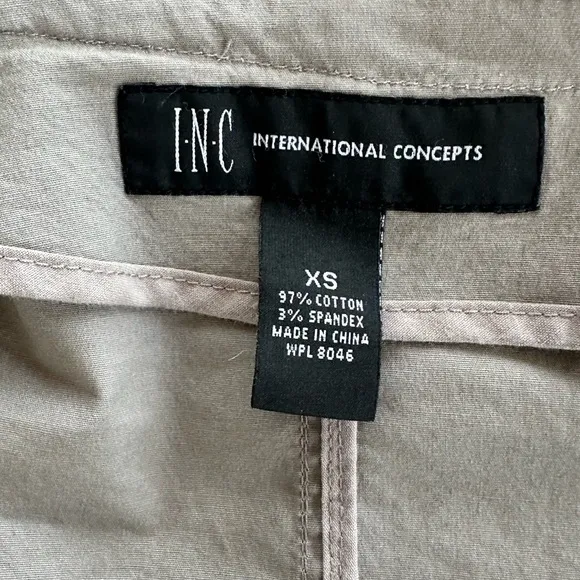 I·N·C INTERNATIONAL CONCEPTS
XS
97% COTTON
3% SPANDEX
MADE IN CHINA
WPL 8046